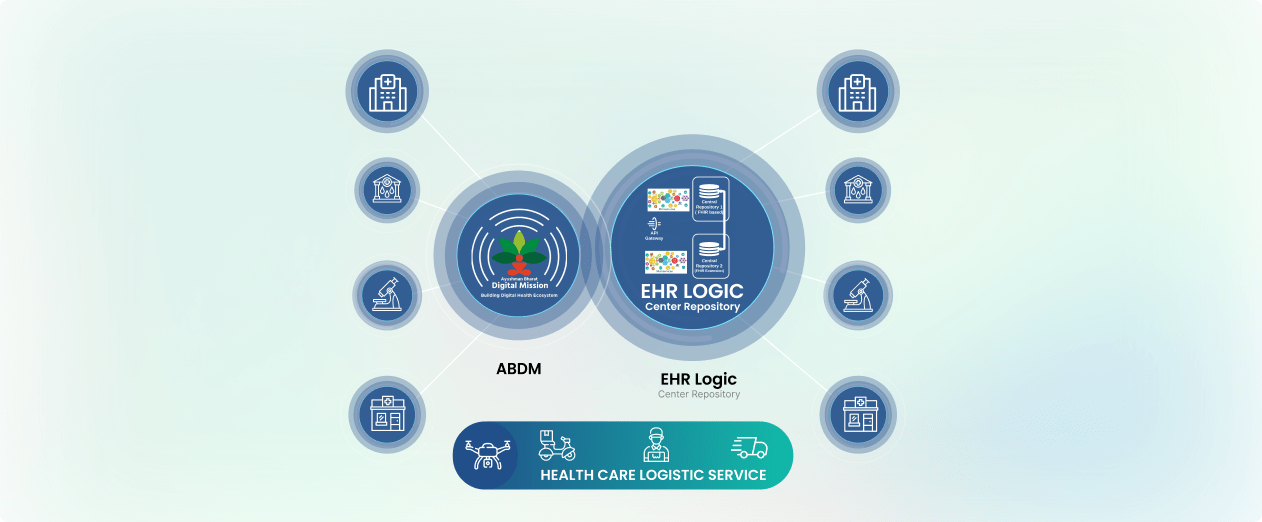 Central
Repository 1
( FHIR based)
API
Gateway
Central
Repository 2
(FHIR Extension)
EHR LOGIC
Center Repository
Ayushman Bharat
Digital Mission
Building Digital Health Ecosystem
ABDM
EHR Logic
Center Repository
HEALTH CARE LOGISTIC SERVICE